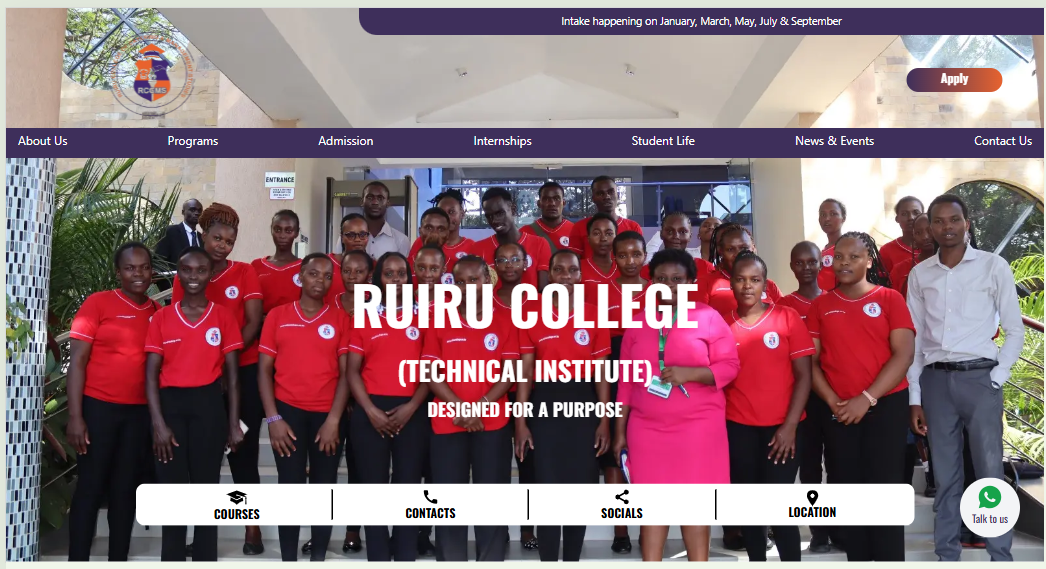 Intake happening on January, March, May, July & September
RCCMS
Apply
About Us Programs Admission Internships Student Life News & Events Contact Us
ENTRANCE
RUIRU COLLEGE
(TECHNICAL INSTITUTE)
DESIGNED FOR A PURPOSE
COURSES CONTACTS SOCIALS LOCATION
Talk to us